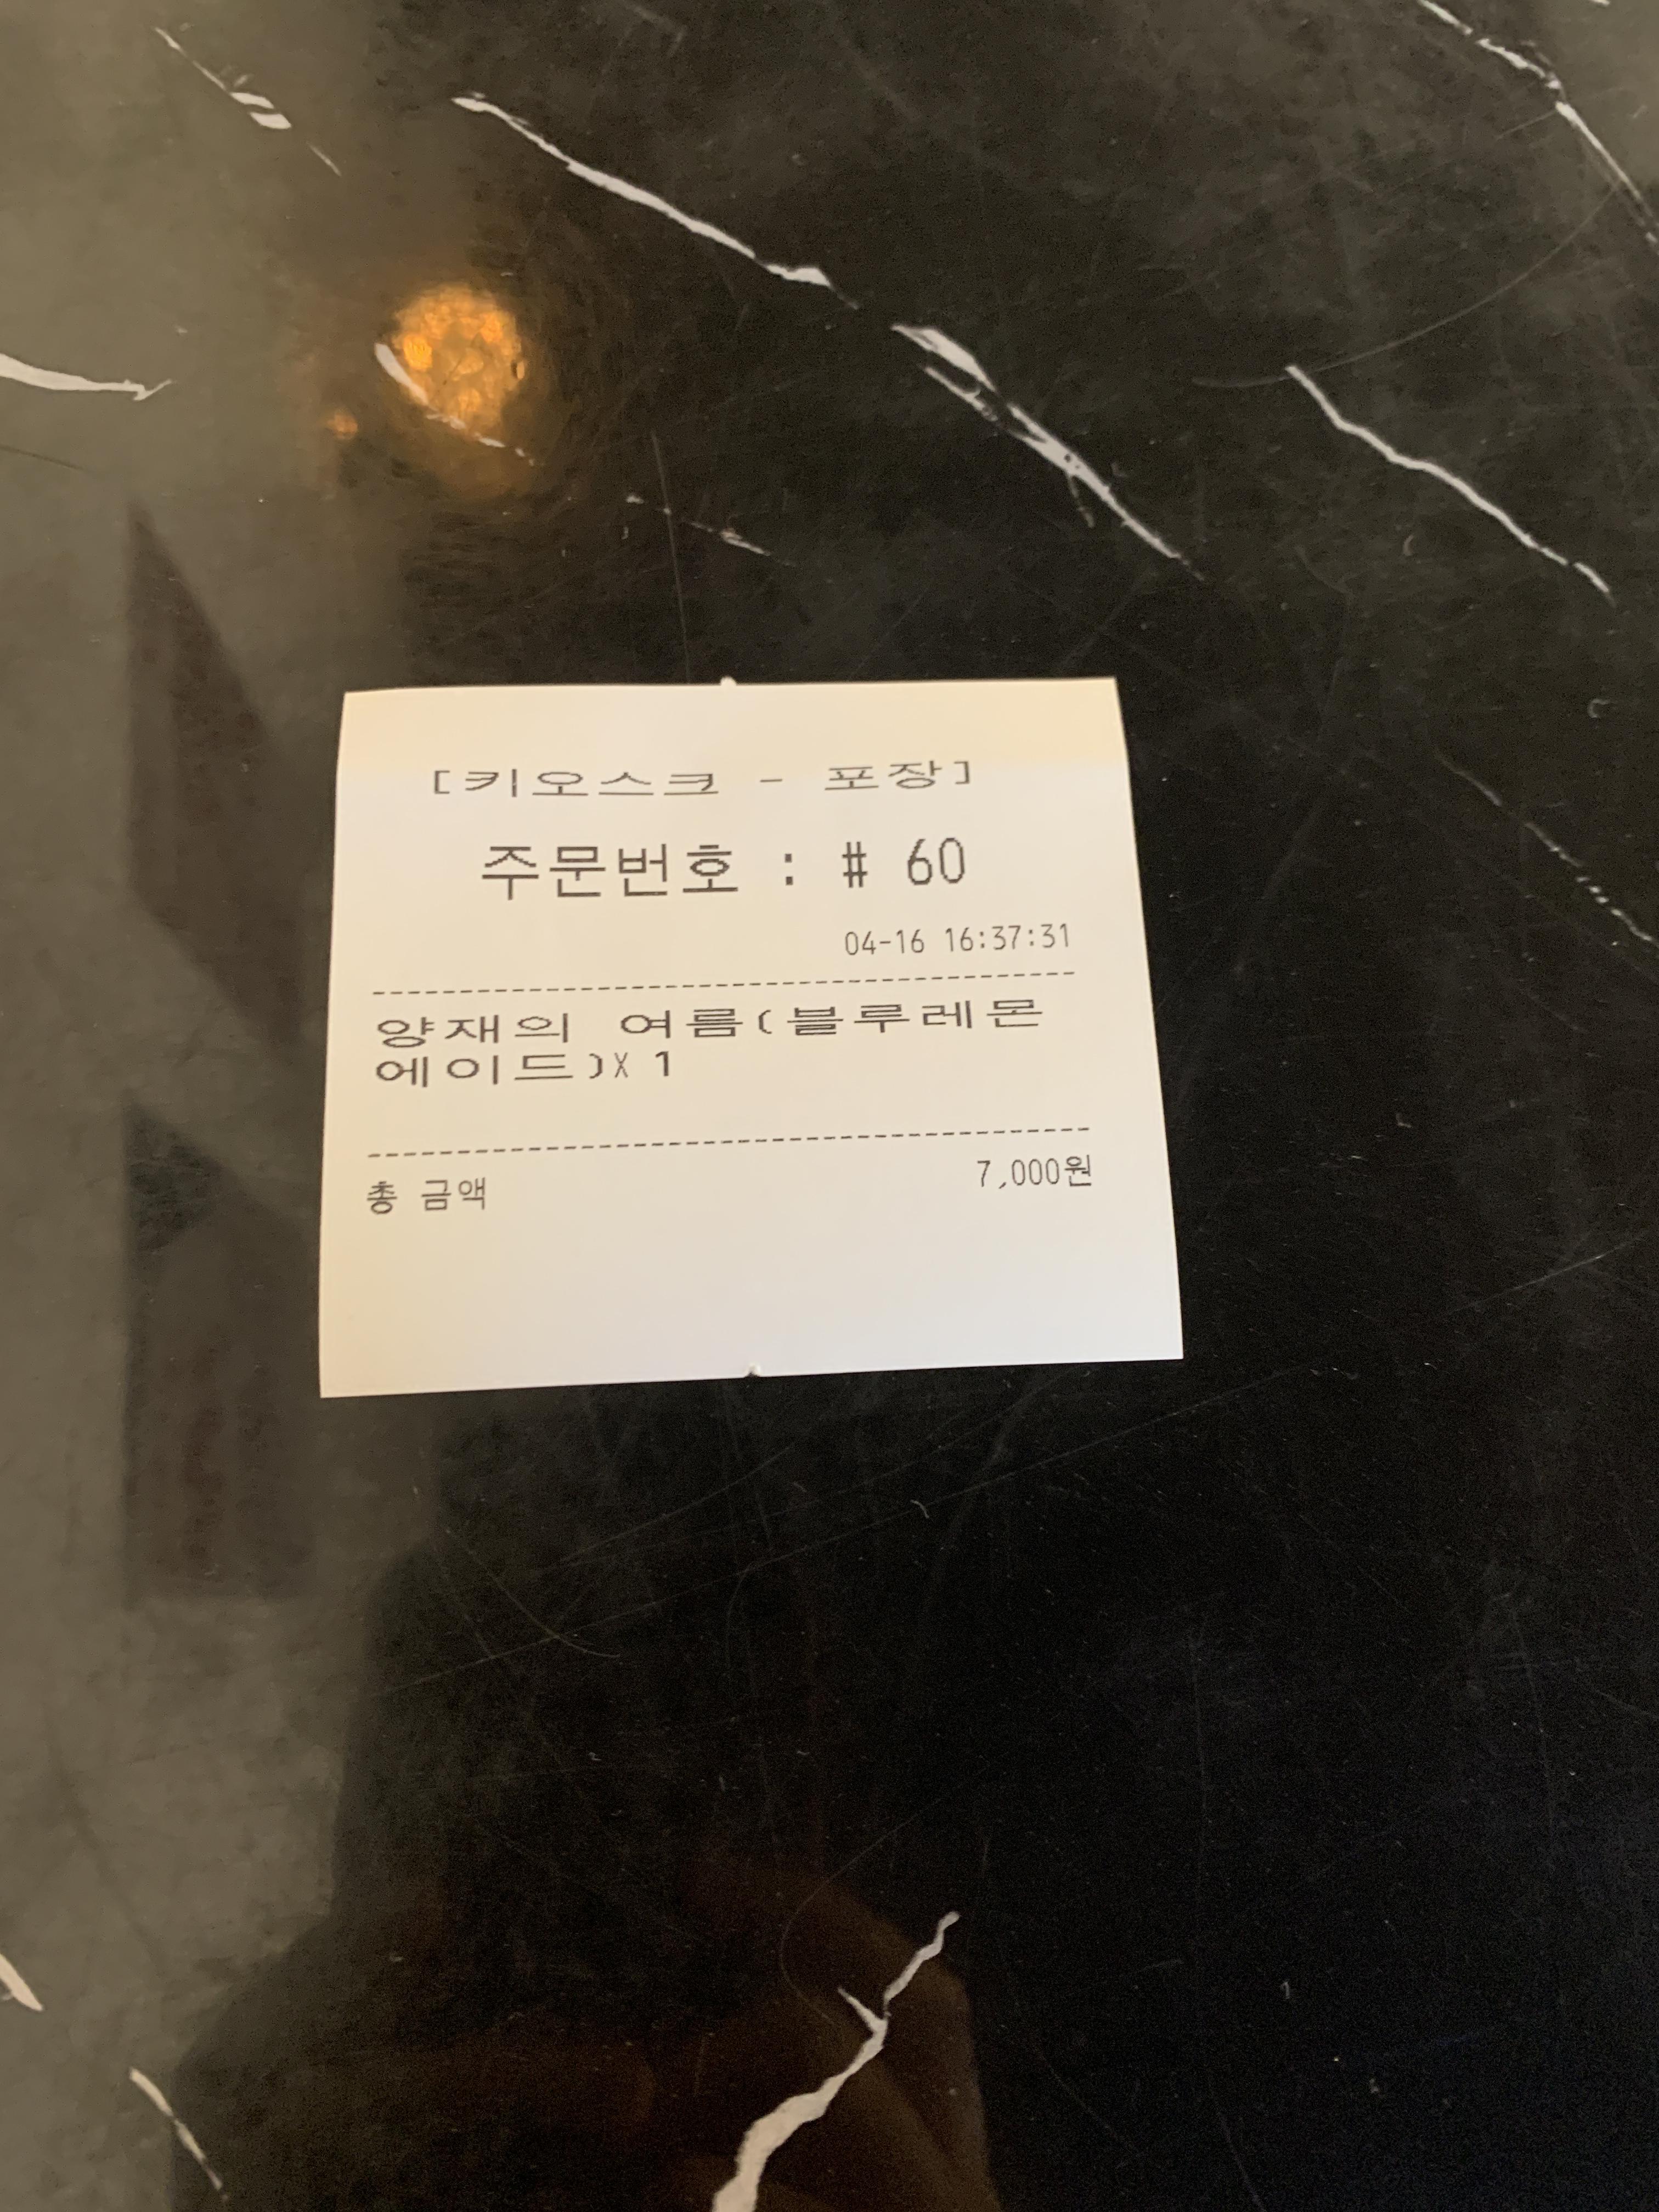 [키오스크 - 포장]
주문번호 : # 60
04-16 16:37:31
양재의 여름(블루레몬
에이드)X 1
총 금액 7,000원